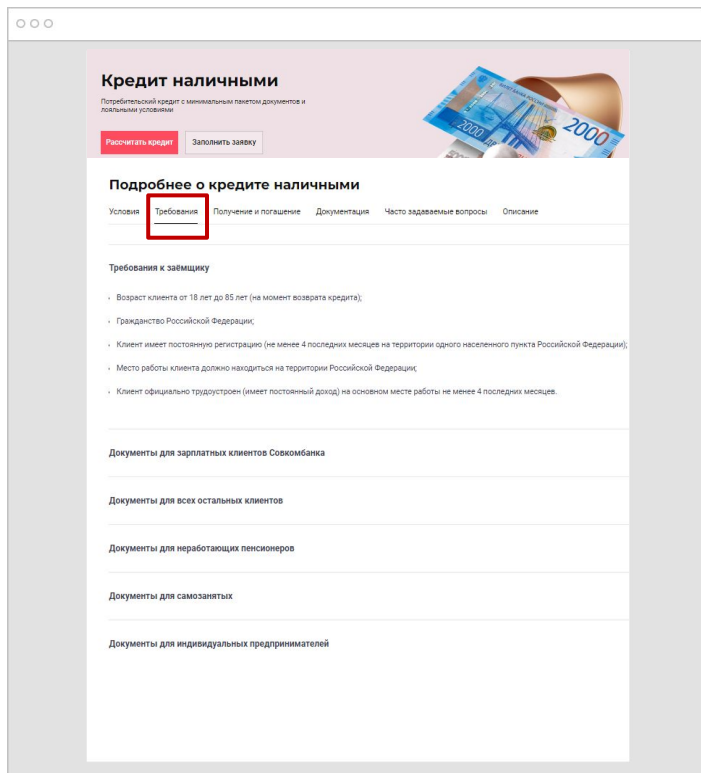 Кредит наличными
Потребительский кредит с минимальным пакетом документов и
лояльными условиями
Рассчитать кредит Заполнить заявку
2000 2000
Подробнее о кредите наличными
Условия Требования Получение и погашение Документация Часто задаваемые вопросы Описание
Требования к заёмщику
Возраст клиента от 18 лет до 85 лет (на момент возврата кредита);
Гражданство Российской Федерации;
Клиент имеет постоянную регистрацию (не менее 4 последних месяцев на территории одного населенного пункта Российской Федерации);
Место работы клиента должно находиться на территории Российской Федерации;
Клиент официально трудоустроен (имеет постоянный доход) на основном месте работы не менее 4 последних месяцев.
Документы для зарплатных клиентов Совкомбанка
Документы для всех остальных клиентов
Документы для неработающих пенсионеров
Документы для самозанятых
Документы для индивидуальных предпринимателей